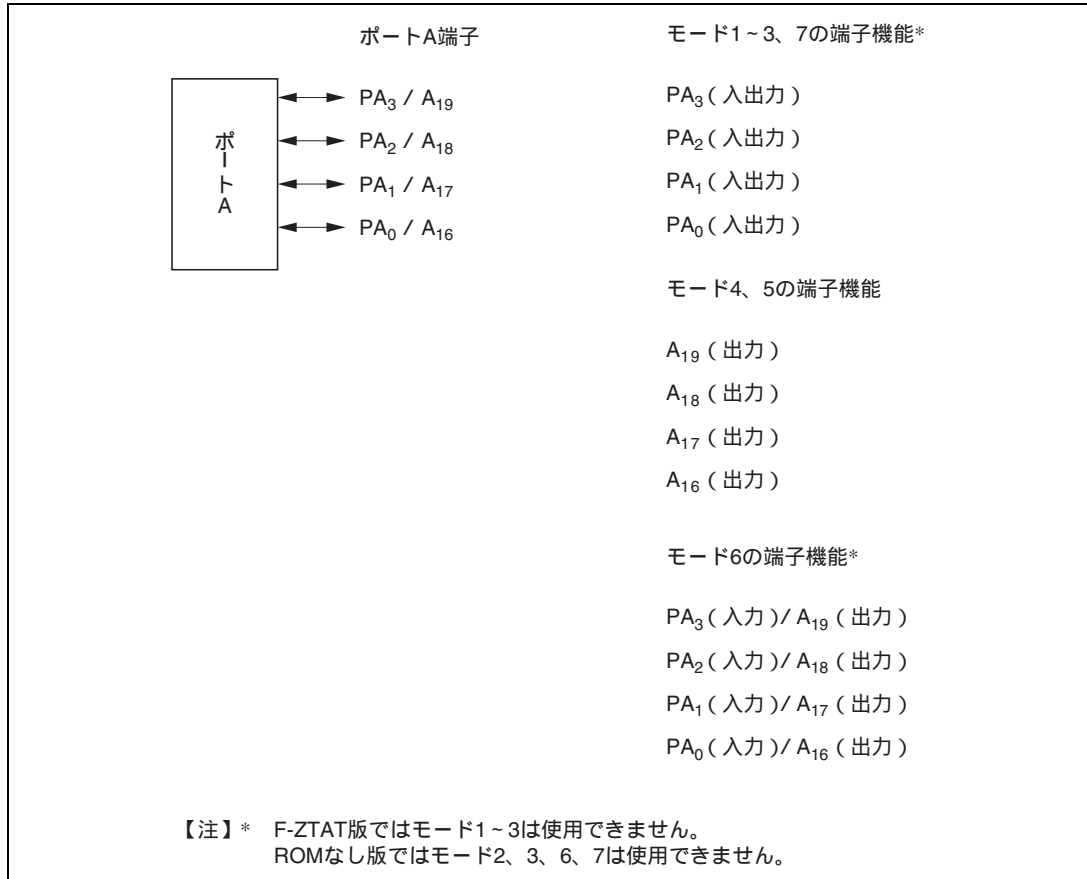 ポートA端子
ポートA
PA₃ / A₁₉
PA₂ / A₁₈
PA₁ / A₁₇
PA₀ / A₁₆
モード1~3、7の端子機能*
PA₃(入出力)
PA₂(入出力)
PA₁(入出力)
PA₀(入出力)
モード4、5の端子機能
A₁₉(出力)
A₁₈(出力)
A₁₇(出力)
A₁₆(出力)
モード6の端子機能*
PA₃(入力)/ A₁₉(出力)
PA₂(入力)/ A₁₈(出力)
PA₁(入力)/ A₁₇(出力)
PA₀(入力)/ A₁₆(出力)
【注】* F-ZTAT版ではモード1~3は使用できません。
ROMなし版ではモード2、3、6、7は使用できません。